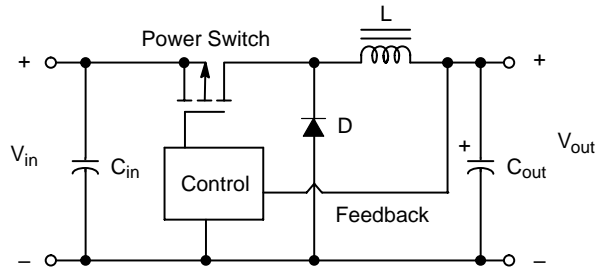 L
Power Switch
+
+
D
+
Vin
Cin
Control
Cout
Vout
Feedback
–
–